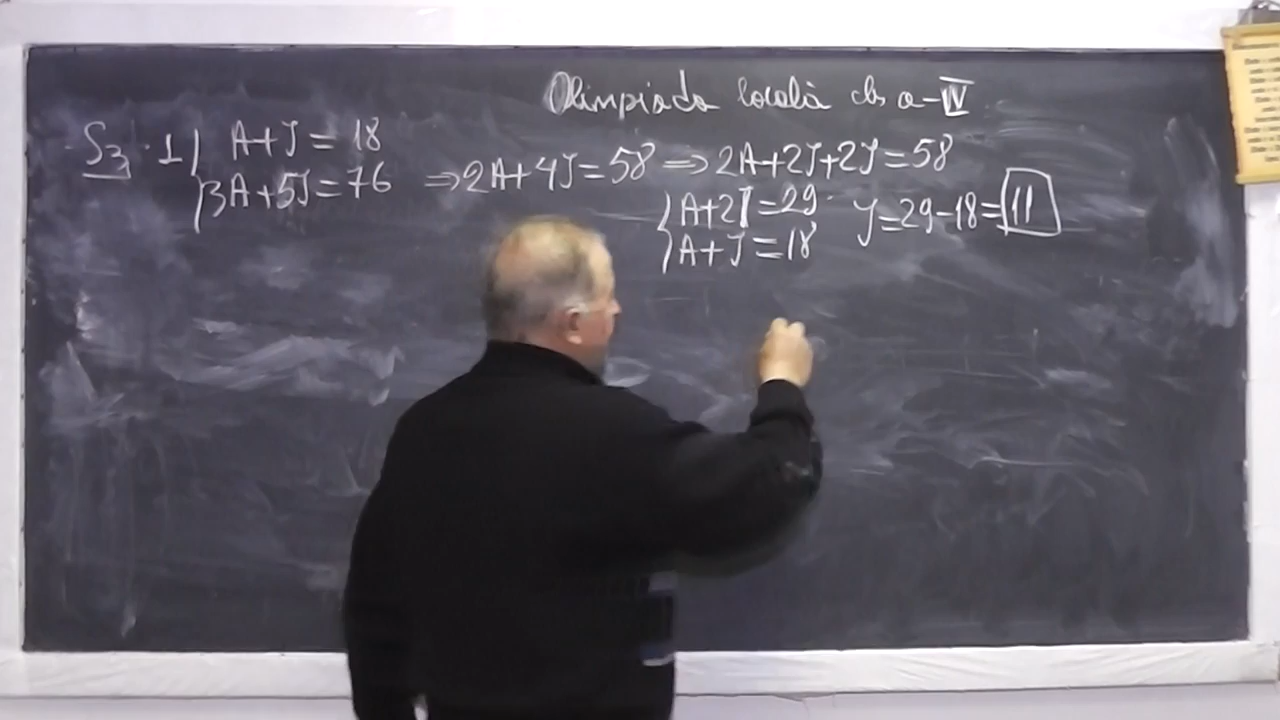 Olimpiada locală cls a-IV
S3. 1) A+J=18
3A+5J=76 ⇒2A+4J=58 ⇒2A+2J+2J=58
A+2J=29. J=29-18=11
A+J=18